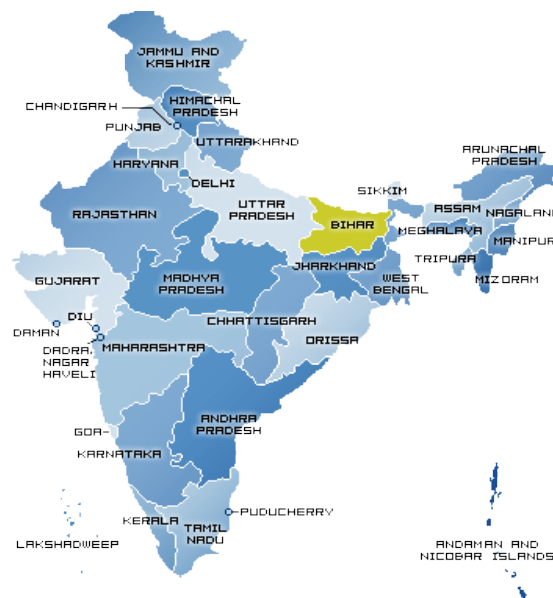 JAMMU AND
KASHMIR
CHANDIGARH
HIMACHAL
PRADESH
PUNJAB
UTTARAKHAND
HARYANA
DELHI
ARUNACHAL
PRADESH
SIKKIM
RAJASTHAN
UTTAR
PRADESH
BIHAR
ASSAM
NAGALAND
MEGHALAYA
MANIPUR
TRIPURA
MIZORAM
JHARKHAND
WEST
BENGAL
GUJARAT
MADHYA
PRADESH
DIU
DAMAN
DADRA,
NAGAR
HAVELI
CHHATTISGARH
ORISSA
MAHARASHTRA
ANDHRA
PRADESH
GOA
KARNATAKA
PUDUCHERRY
KERALA
TAMIL
NADU
LAKSHADWEEP
ANDAMAN AND
NICOBAR ISLANDS